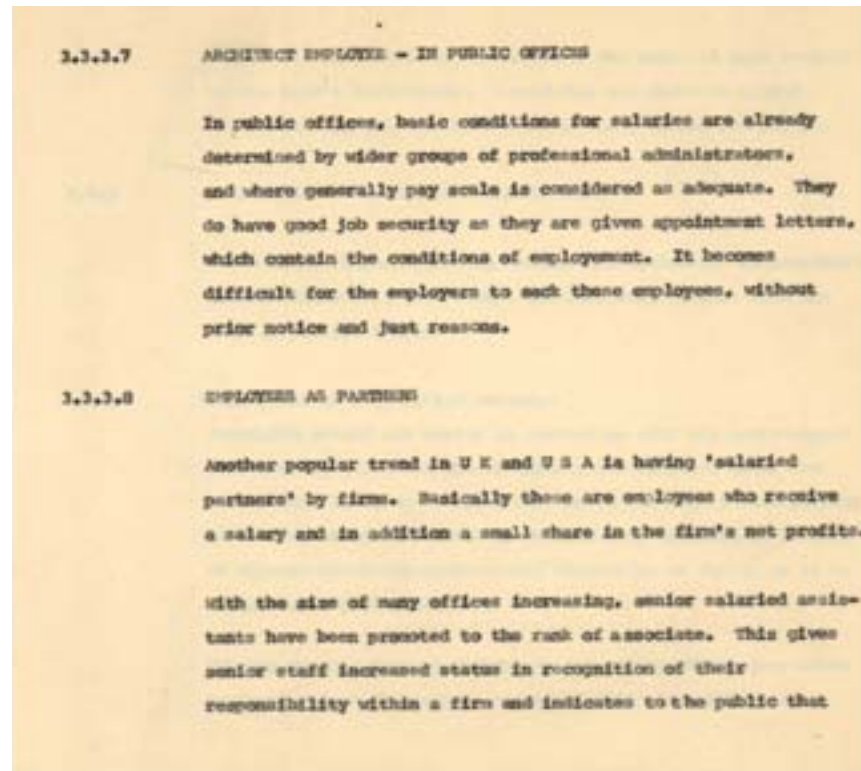 3.3.3.7 ARCHITECT EMPLOYEE - IN PUBLIC OFFICES
In public offices, basic conditions for salaries are already
determined by wider groups of professional administrators,
and where generally pay scale is considered as adequate. They
do have good job security as they are given appointment letters,
which contain the conditions of employement. It becomes
difficult for the employers to sack these employees, without
prior notice and just reasons.
3.3.3.8 EMPLOYEES AS PARTNERS
Another popular trend in U K and U S A is having 'salaried
partners' by firms. Basically these are employees who receive
a salary and in addition a small share in the firm's net profits.
With the size of many offices increasing, senior salaried assis-
tants have been promoted to the rank of associate. This gives
senior staff increased status in recognition of their
responsibility within a firm and indicates to the public that